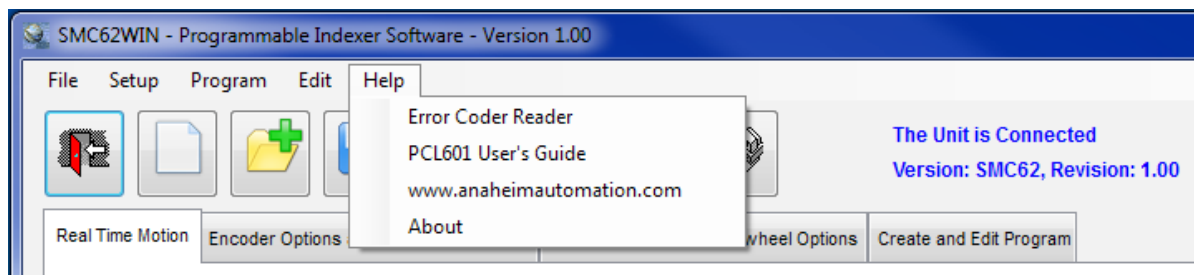 SMC62WIN - Programmable Indexer Software - Version 1.00
File Setup Program Edit Help
Error Coder Reader
PCL601 User's Guide
www.anaheimautomation.com
About
The Unit is Connected
Version: SMC62, Revision: 1.00
Real Time Motion Encoder Options Options Create and Edit Program